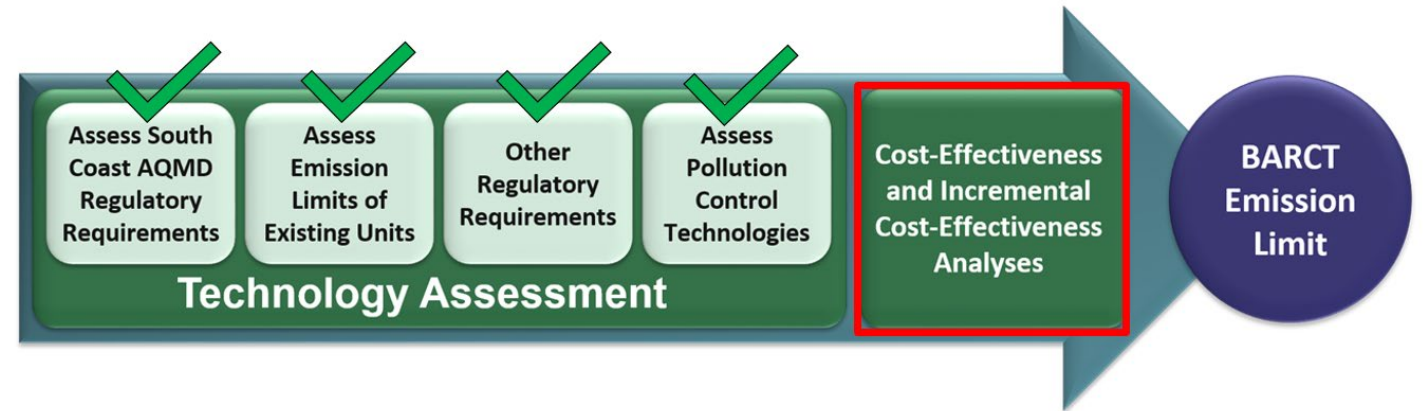 Assess South
Coast AQMD
Regulatory
Requirements
Assess
Emission
Limits of
Existing Units
Other
Regulatory
Requirements
Assess
Pollution
Control
Technologies
Technology Assessment
Cost-Effectiveness
and Incremental
Cost-Effectiveness
Analyses
BARCT
Emission
Limit